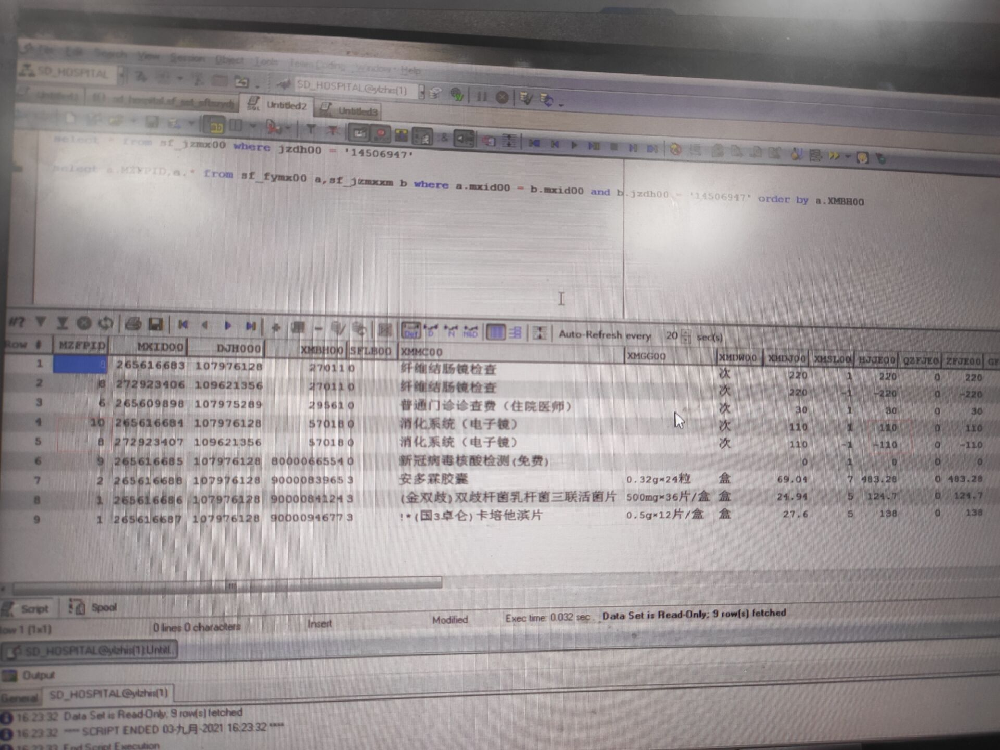 File Edit Search View Session Object Tools Team Coding Window Help
SD_HOSPITAL SD_HOSPITAL@ylzhis(1)
Untitled2 Untitled3
select * from sf_jzmx00 where jzdh00 = '14506947'
select a.MZFPID,a.* from sf_fymx00 a,sf_jzmxxm b where a.mxid00 = b.mxid00 and b.jzdh00 = '14506947' order by a.XMBH00
Auto-Refresh every 20 sec(s)
Row # MZFPID MXID00 DJH000 XMBH00 SFLB00 XMMC00 XMGG00 XMDW00 XMDJ00 XMSL00 HJJE00 QZFJE0 ZFJE00
1 8 265616683 107976128 27011 0 纤维结肠镜检查 次 220 1 220 0 220
2 8 272923406 109621356 27011 0 纤维结肠镜检查 次 220 -1 -220 0 -220
3 6 265609898 107975289 29561 0 普通门诊诊查费（住院医师） 次 30 1 30 0 30
4 10 265616684 107976128 57018 0 消化系统（电子镜） 次 110 1 110 0 110
5 8 272923407 109621356 57018 0 消化系统（电子镜） 次 110 -1 -110 0 -110
6 9 265616685 107976128 8000066554 0 新冠病毒核酸检测(免费) 0 1 0 0 0
7 2 265616688 107976128 9000083965 3 安多霖胶囊 0.32g*24粒 盒 69.04 7 483.28 0 483.28
8 1 265616686 107976128 9000084124 3 (金双歧)双歧杆菌乳杆菌三联活菌片 500mg*36片/盒 盒 24.94 5 124.7 0 124.7
9 1 265616687 107976128 9000094677 3 !*(国3卓仑)卡培他滨片 0.5g*12片/盒 盒 27.6 5 138 0 138
Script Spool
0 lines 0 characters Insert Modified Exec time: 0.032 sec Data Set is Read-Only; 9 row(s) fetched
SD_HOSPITAL@ylzhis(1):Untitl..
Output
General SD_HOSPITAL@ylzhis(1)
16:23:32 Data Set is Read-Only; 9 row(s) fetched
16:23:32 **** SCRIPT ENDED 03-九月-2021 16:23:32 ****
16:23:33 End Script Execution